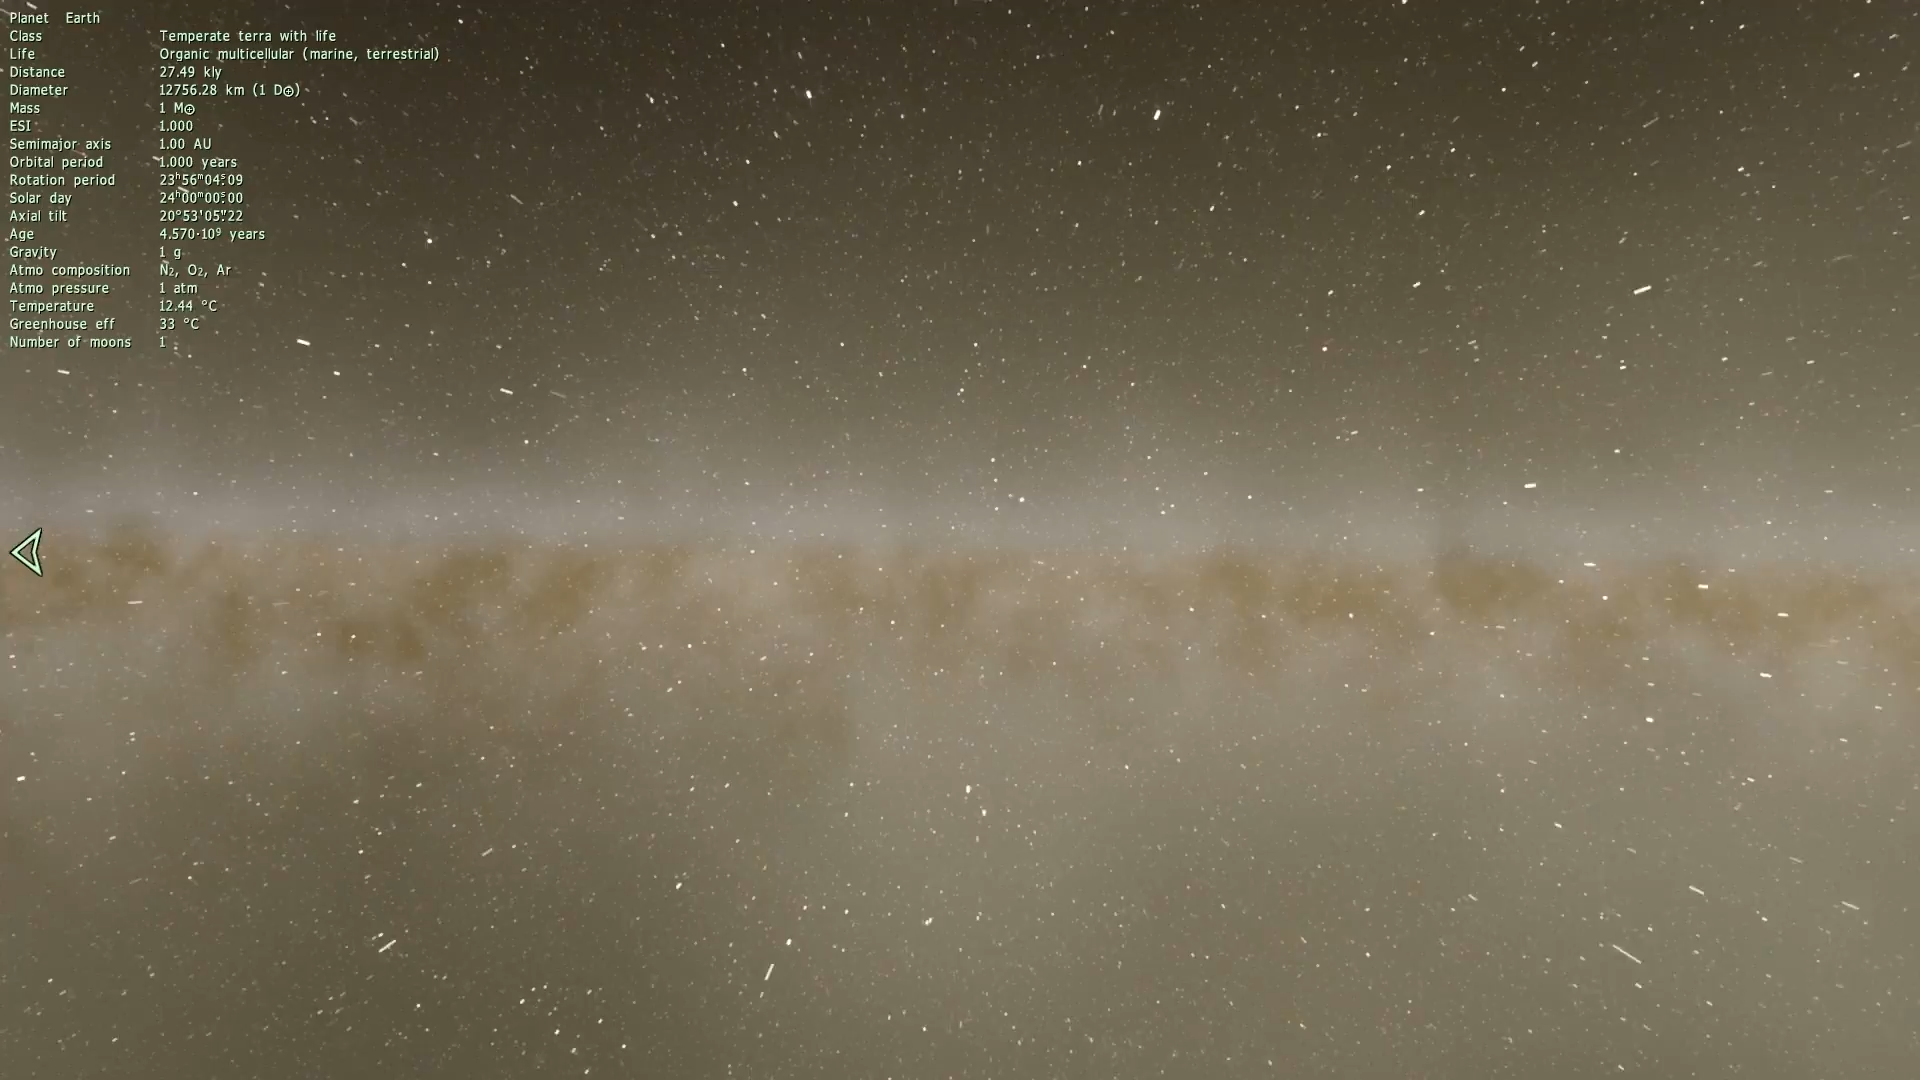 Planet Earth
Class Temperate terra with life
Life Organic multicellular (marine, terrestrial)
Distance 27.49 kly
Diameter 12756.28 km (1 D⊕)
Mass 1 M⊕
ESI 1.000
Semimajor axis 1.00 AU
Orbital period 1.000 years
Rotation period 23ʰ56ᵐ04ˢ.09
Solar day 24ʰ00ᵐ00ˢ.00
Axial tilt 20°53'05".22
Age 4.570·10⁹ years
Gravity 1 g
Atmo composition N₂, O₂, Ar
Atmo pressure 1 atm
Temperature 12.44 °C
Greenhouse eff 33 °C
Number of moons 1